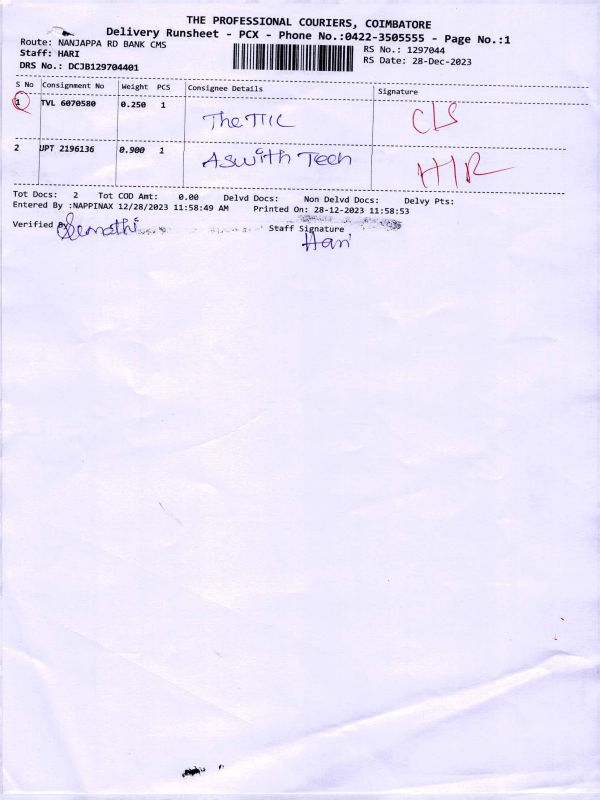 THE PROFESSIONAL COURIERS, COIMBATORE
Delivery Runsheet - PCX - Phone No.:0422-3505555 - Page No.:1
Route: NANJAPPA RD BANK CMS
RS No.: 1297044
Staff: HARI
RS Date: 28-Dec-2023
DRS No.: DCJB129704401
S No Consignment No Weight PCS Consignee Details Signature
1 TVL 6070580 0.250 1 CLS
2 UPT 2196136 0.900 1 Aswith Tech H/R
Tot Docs: 2 Tot COD Amt: 0.00 Delvd Docs: Non Delvd Docs: Delvy Pts:
Entered By :NAPPINAX 12/28/2023 11:58:49 AM Printed On: 28-12-2023 11:58:53
Verified By Staff Signature
Hari